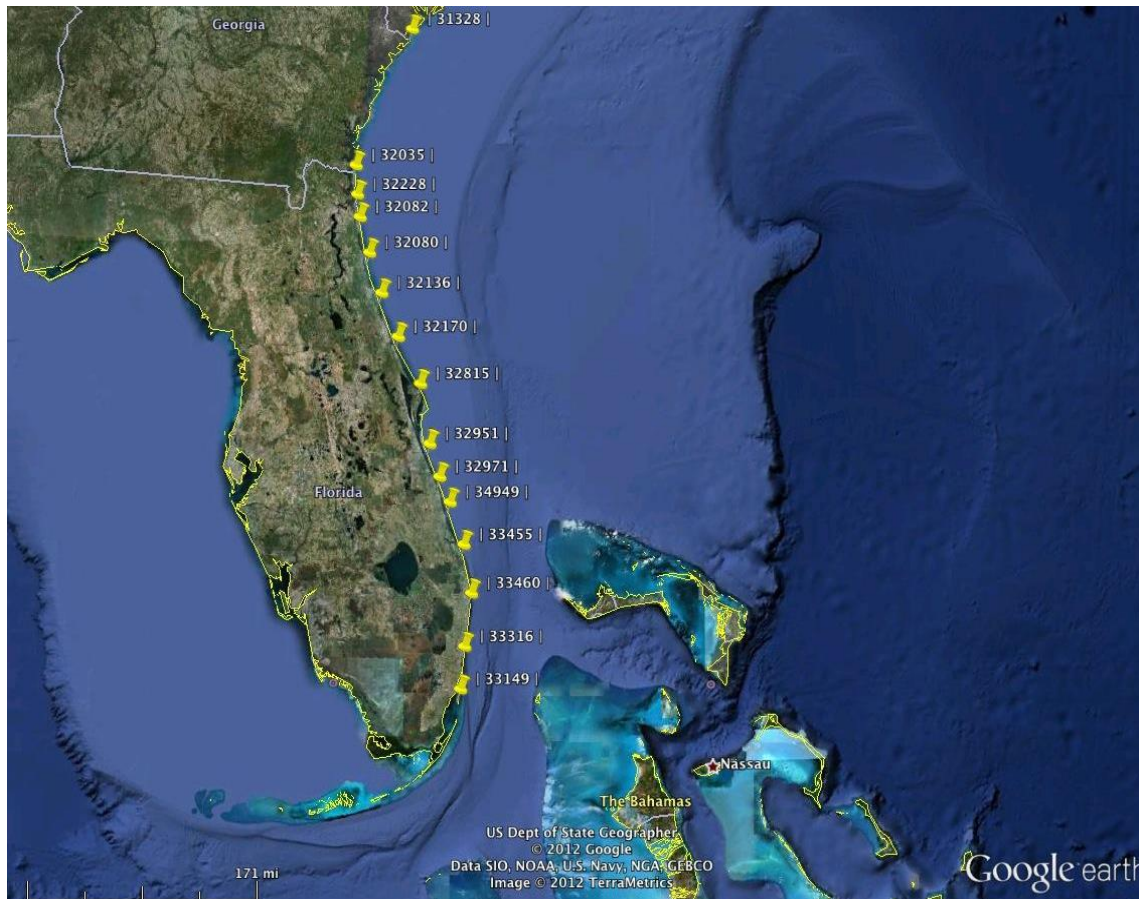 Georgia
| 31328 |
| 32035 |
| 32228 |
| 32082 |
| 32080 |
| 32136 |
| 32170 |
| 32815 |
| 32951 |
| 32971 |
| 34949 |
Florida
| 33455 |
| 33460 |
| 33316 |
| 33149 |
Nassau
The Bahamas
US Dept of State Geographer
© 2012 Google
Data SIO, NOAA, U.S. Navy, NGA, GEBCO
Image © 2012 TerraMetrics
171 mi
Google earth